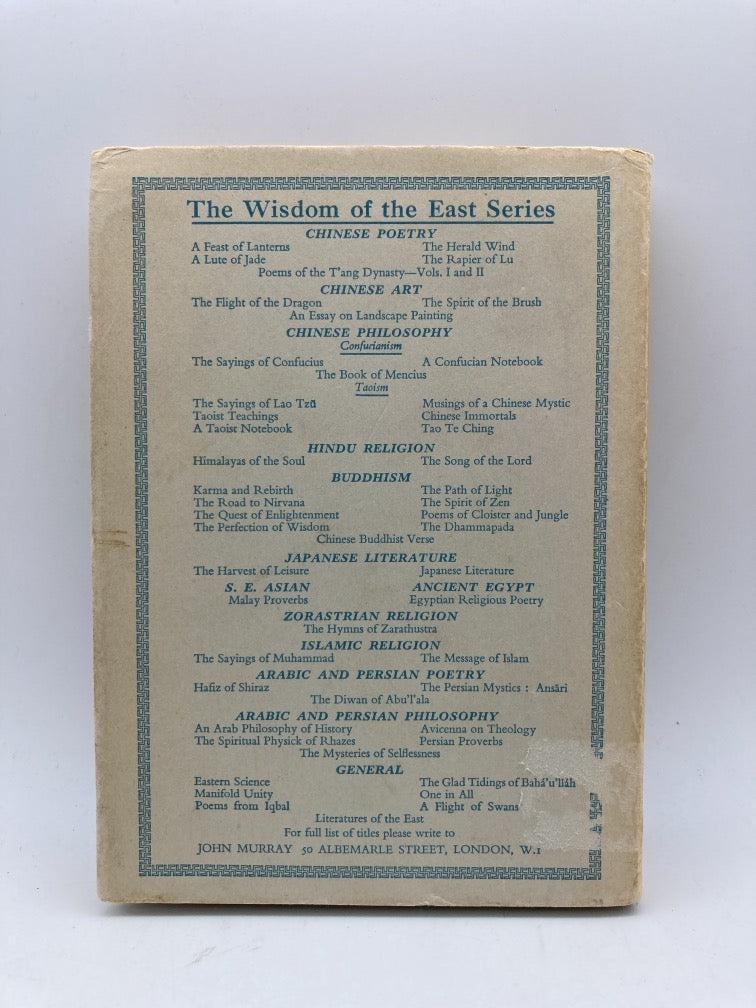 The Wisdom of the East Series
CHINESE POETRY
A Feast of Lanterns The Herald Wind
A Lute of Jade The Rapier of Lu
Poems of the T'ang Dynasty—Vols. I and II
CHINESE ART
The Flight of the Dragon The Spirit of the Brush
An Essay on Landscape Painting
CHINESE PHILOSOPHY
Confucianism
The Sayings of Confucius A Confucian Notebook
The Book of Mencius
Taoism
The Sayings of Lao Tzŭ Musings of a Chinese Mystic
Taoist Teachings Chinese Immortals
A Taoist Notebook Tao Te Ching
HINDU RELIGION
Himalayas of the Soul The Song of the Lord
BUDDHISM
Karma and Rebirth The Path of Light
The Road to Nirvana The Spirit of Zen
The Quest of Enlightenment Poems of Cloister and Jungle
The Perfection of Wisdom The Dhammapada
Chinese Buddhist Verse
JAPANESE LITERATURE
The Harvest of Leisure Japanese Literature
S. E. ASIAN ANCIENT EGYPT
Malay Proverbs Egyptian Religious Poetry
ZORASTRIAN RELIGION
The Hymns of Zarathustra
ISLAMIC RELIGION
The Sayings of Muhammad The Message of Islam
ARABIC AND PERSIAN POETRY
Hafiz of Shiraz The Persian Mystics : Ansāri
The Diwan of Abu'l'ala
ARABIC AND PERSIAN PHILOSOPHY
An Arab Philosophy of History Avicenna on Theology
The Spiritual Physick of Rhazes Persian Proverbs
The Mysteries of Selflessness
GENERAL
Eastern Science The Glad Tidings of Bahá'u'lláh
Manifold Unity One in All
Poems from Iqbal A Flight of Swans
Literatures of the East
For full list of titles please write to
JOHN MURRAY 50 ALBEMARLE STREET, LONDON, W.1